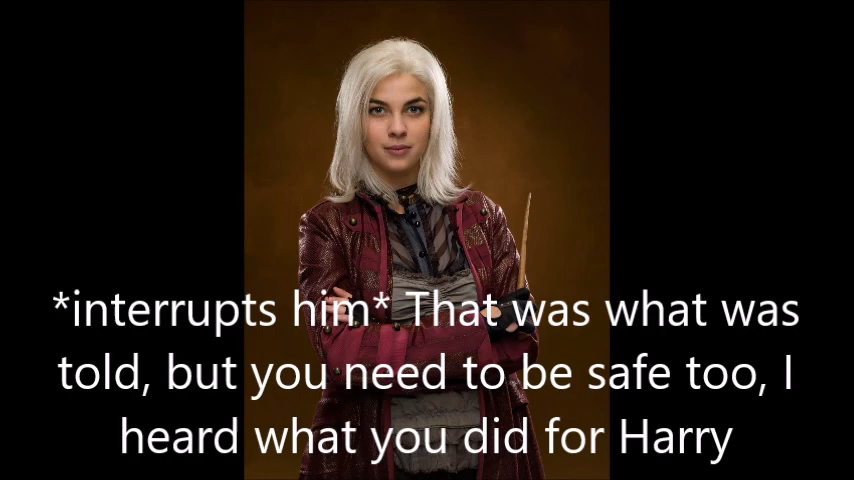 *interrupts him* That was what was
told, but you need to be safe too, I
heard what you did for Harry